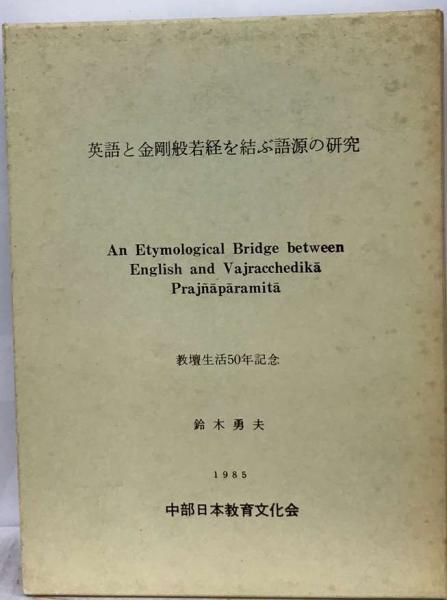 英語と金剛般若経を結ぶ語源の研究
An Etymological Bridge between
English and Vajracchedikā
Prajñāpāramitā
教壇生活50年記念
鈴木勇夫
1985
中部日本教育文化会